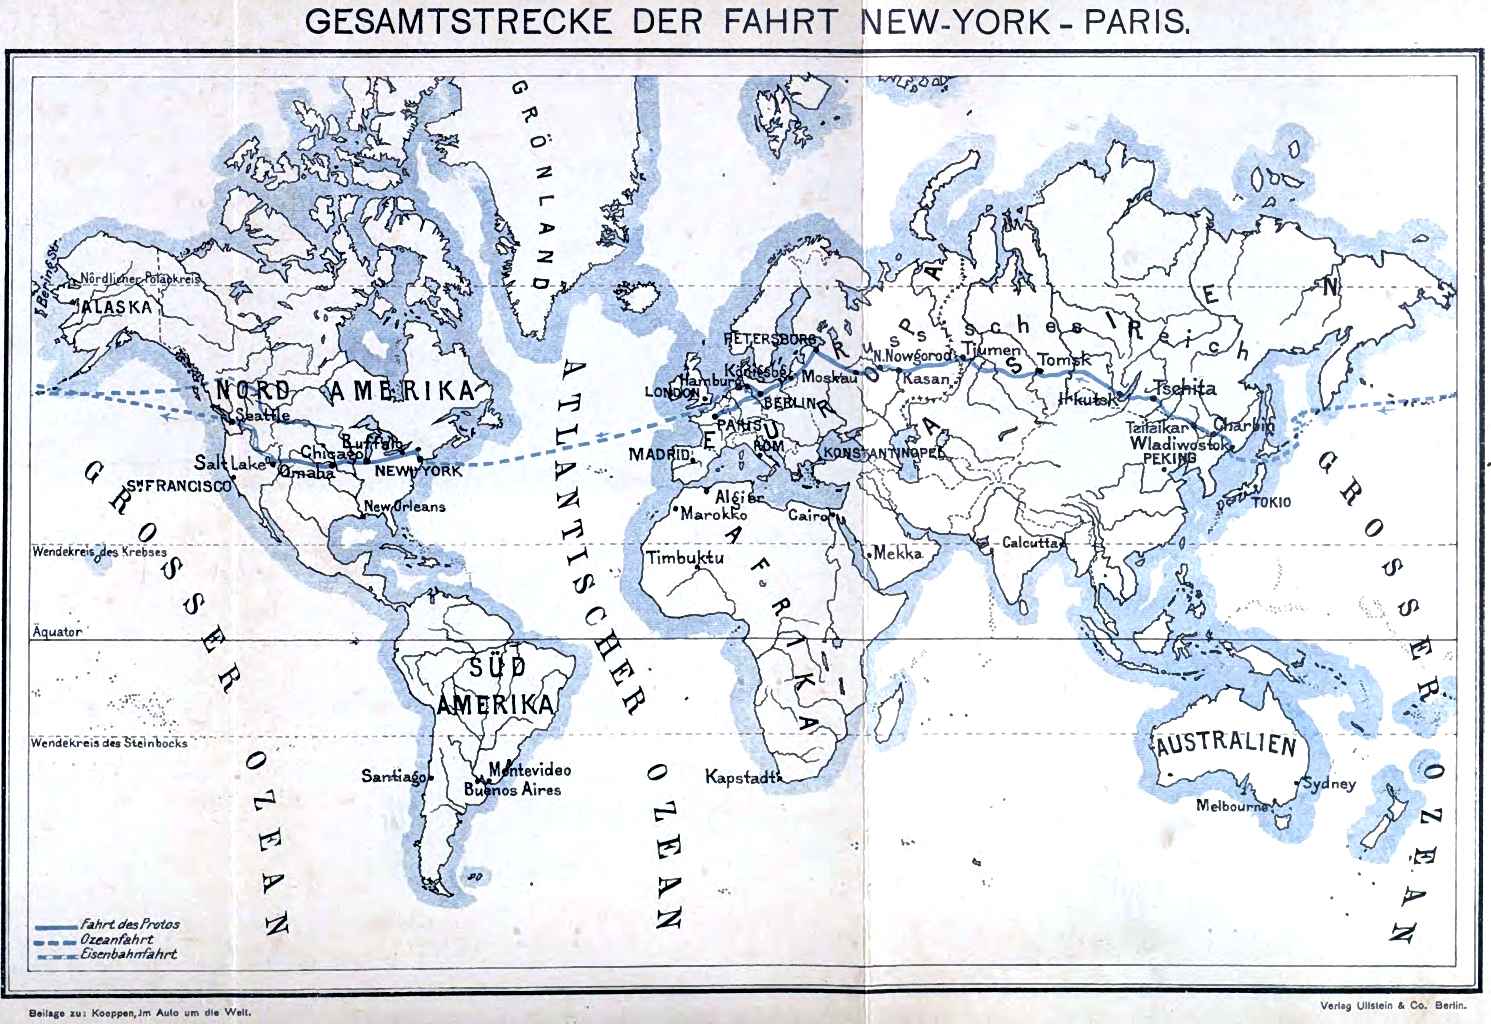 GESAMTSTRECKE DER FAHRT NEW-YORK - PARIS.
GRÖNLAND
Bering Str.
Nördlicher Polarkreis
ALASKA
NORD AMERIKA
Seattle
Buffalo
Chicago
Salt Lake
Omaha
NEW-YORK
S! FRANCISCO
New Orleans
ATLANTISCHER OZEAN
GROSSER OZEAN
PETERSBURG
Königsbg.
Hamburg
LONDON
Moskau
BERLIN
PARIS
EUROPA
ROM
MADRID
KONSTANTINOPEL
Russisches Reich
N.Nowgorod
Tjumen
Tomsk
Kasan
ASIEN
Irkutsk
Tschita
Tzitzikar
Charbin
Wladiwostok
PEKING
TOKIO
GROSSER OZEAN
Algier
Marokko
Cairo
Timbuktu
Mekka
Calcutta
AFRIKA
Wendekreis des Krebses
Äquator
SÜD
AMERIKA
Wendekreis des Steinbocks
Santiago
Montevideo
Buenos Aires
Kapstadt
AUSTRALIEN
Sydney
Melbourne
Fahrt des Protos
Ozeanfahrt
Eisenbahnfahrt
Beilage zu: Koeppen, Im Auto um die Welt.
Verlag Ullstein & Co. Berlin.